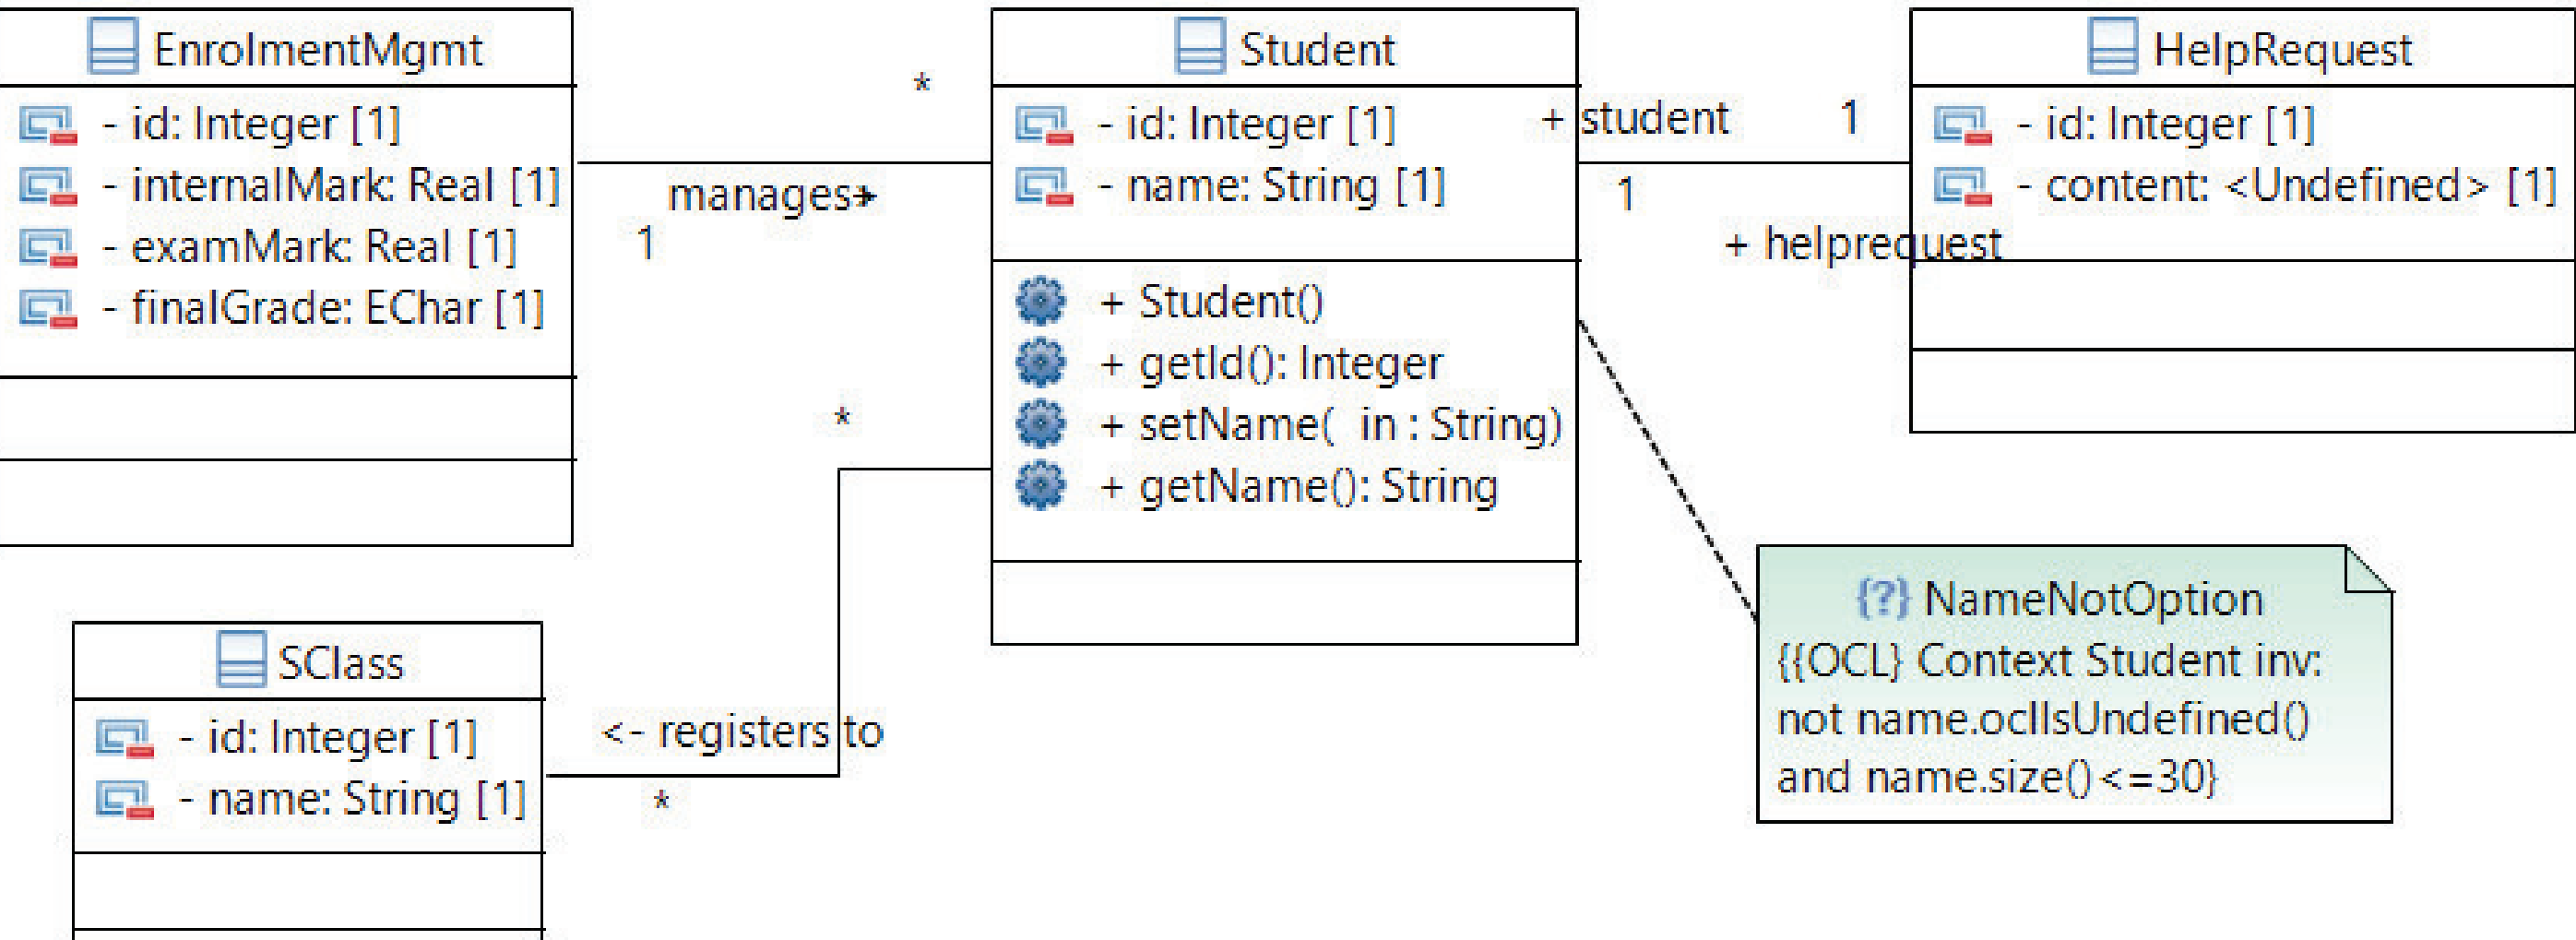 EnrolmentMgmt
- id: Integer [1]
- internalMark: Real [1]
- examMark: Real [1]
- finalGrade: EChar [1]
*
manages+
1
Student
- id: Integer [1]
- name: String [1]
+ Student()
+ getId(): Integer
+ setName( in : String)
+ getName(): String
+ student
1
1
+ helprequest
HelpRequest
- id: Integer [1]
- content: <Undefined> [1]
*
<- registers to
*
SClass
- id: Integer [1]
- name: String [1]
{?} NameNotOption
{{OCL} Context Student inv:
not name.oclIsUndefined()
and name.size()<=30}